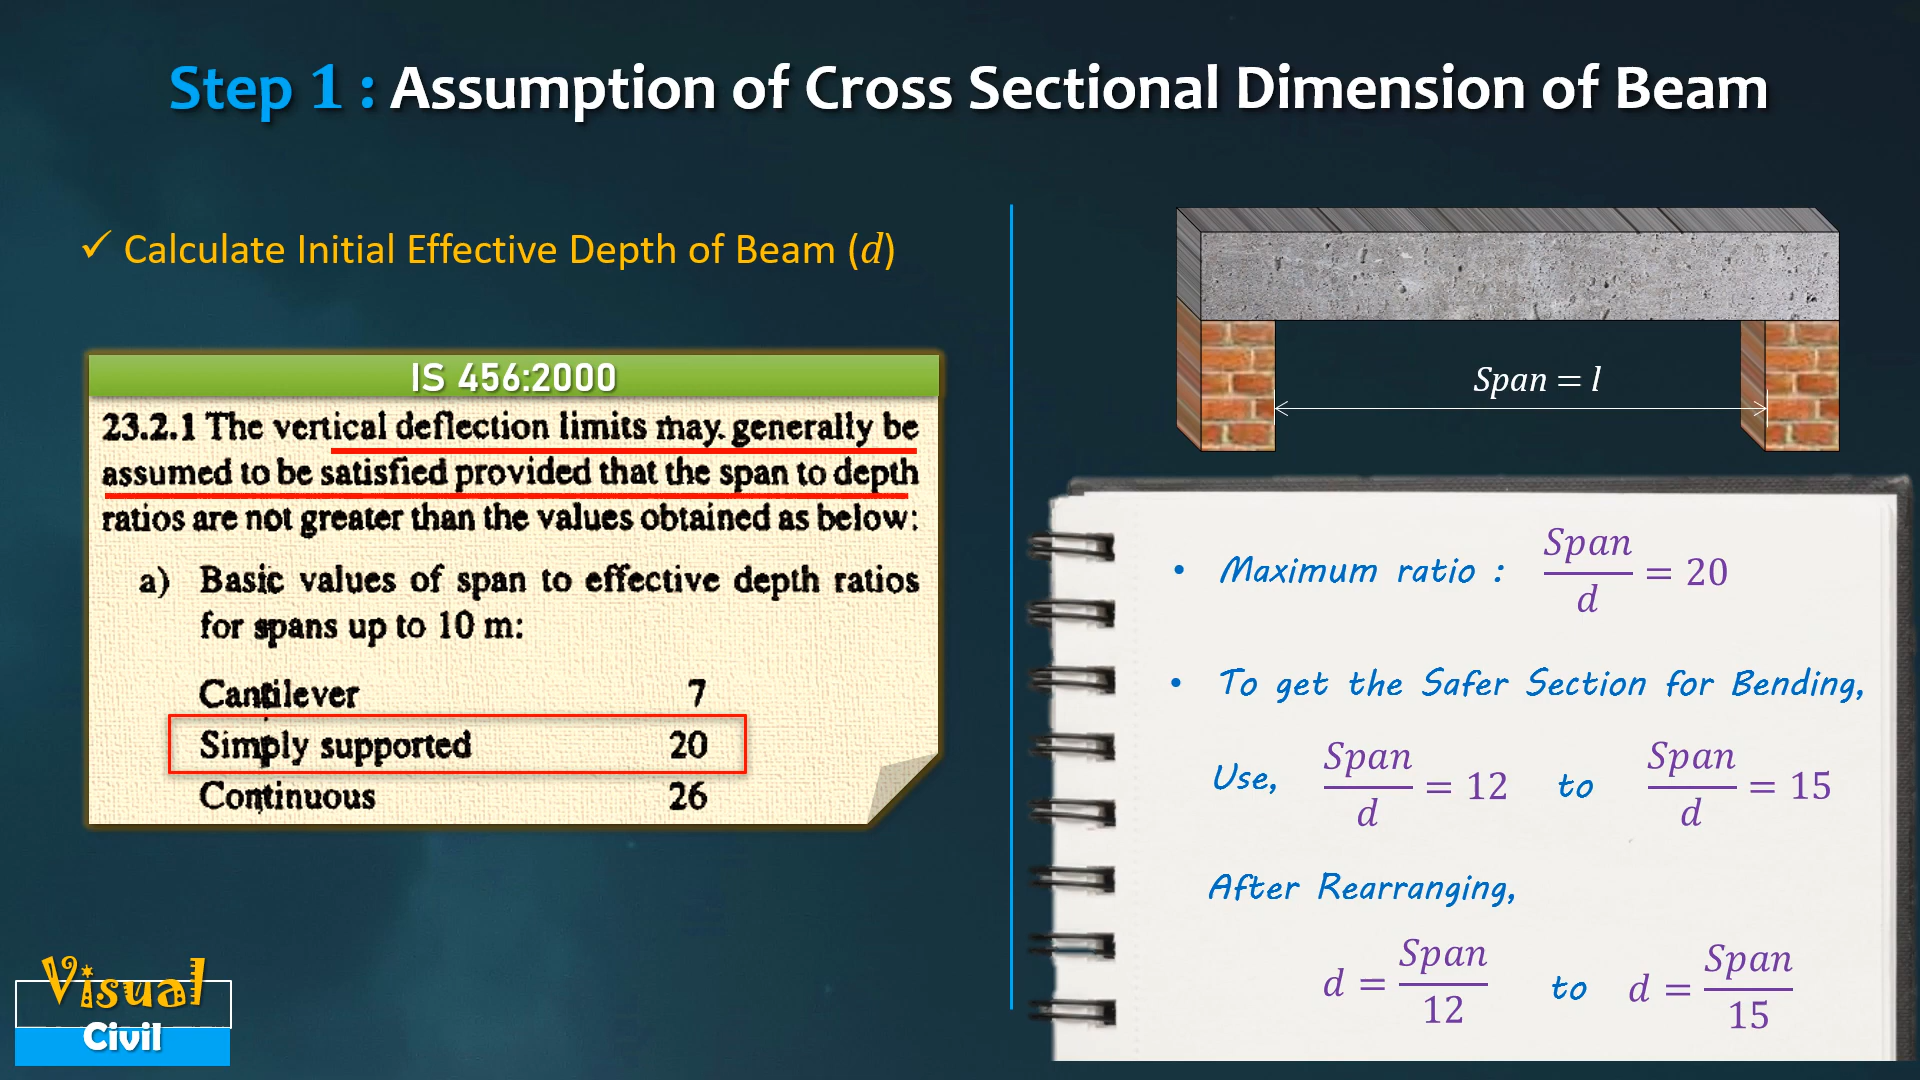 Step 1 : Assumption of Cross Sectional Dimension of Beam
✓ Calculate Initial Effective Depth of Beam (d)
IS 456:2000
23.2.1 The vertical deflection limits may generally be
assumed to be satisfied provided that the span to depth
ratios are not greater than the values obtained as below:
a) Basic values of span to effective depth ratios
for spans up to 10 m:
Cantilever 7
Simply supported 20
Continuous 26
Span = l
• Maximum ratio : Span/d = 20
• To get the Safer Section for Bending,
Use, Span/d = 12 to Span/d = 15
After Rearranging,
d = Span/12 to d = Span/15
Visual
Civil